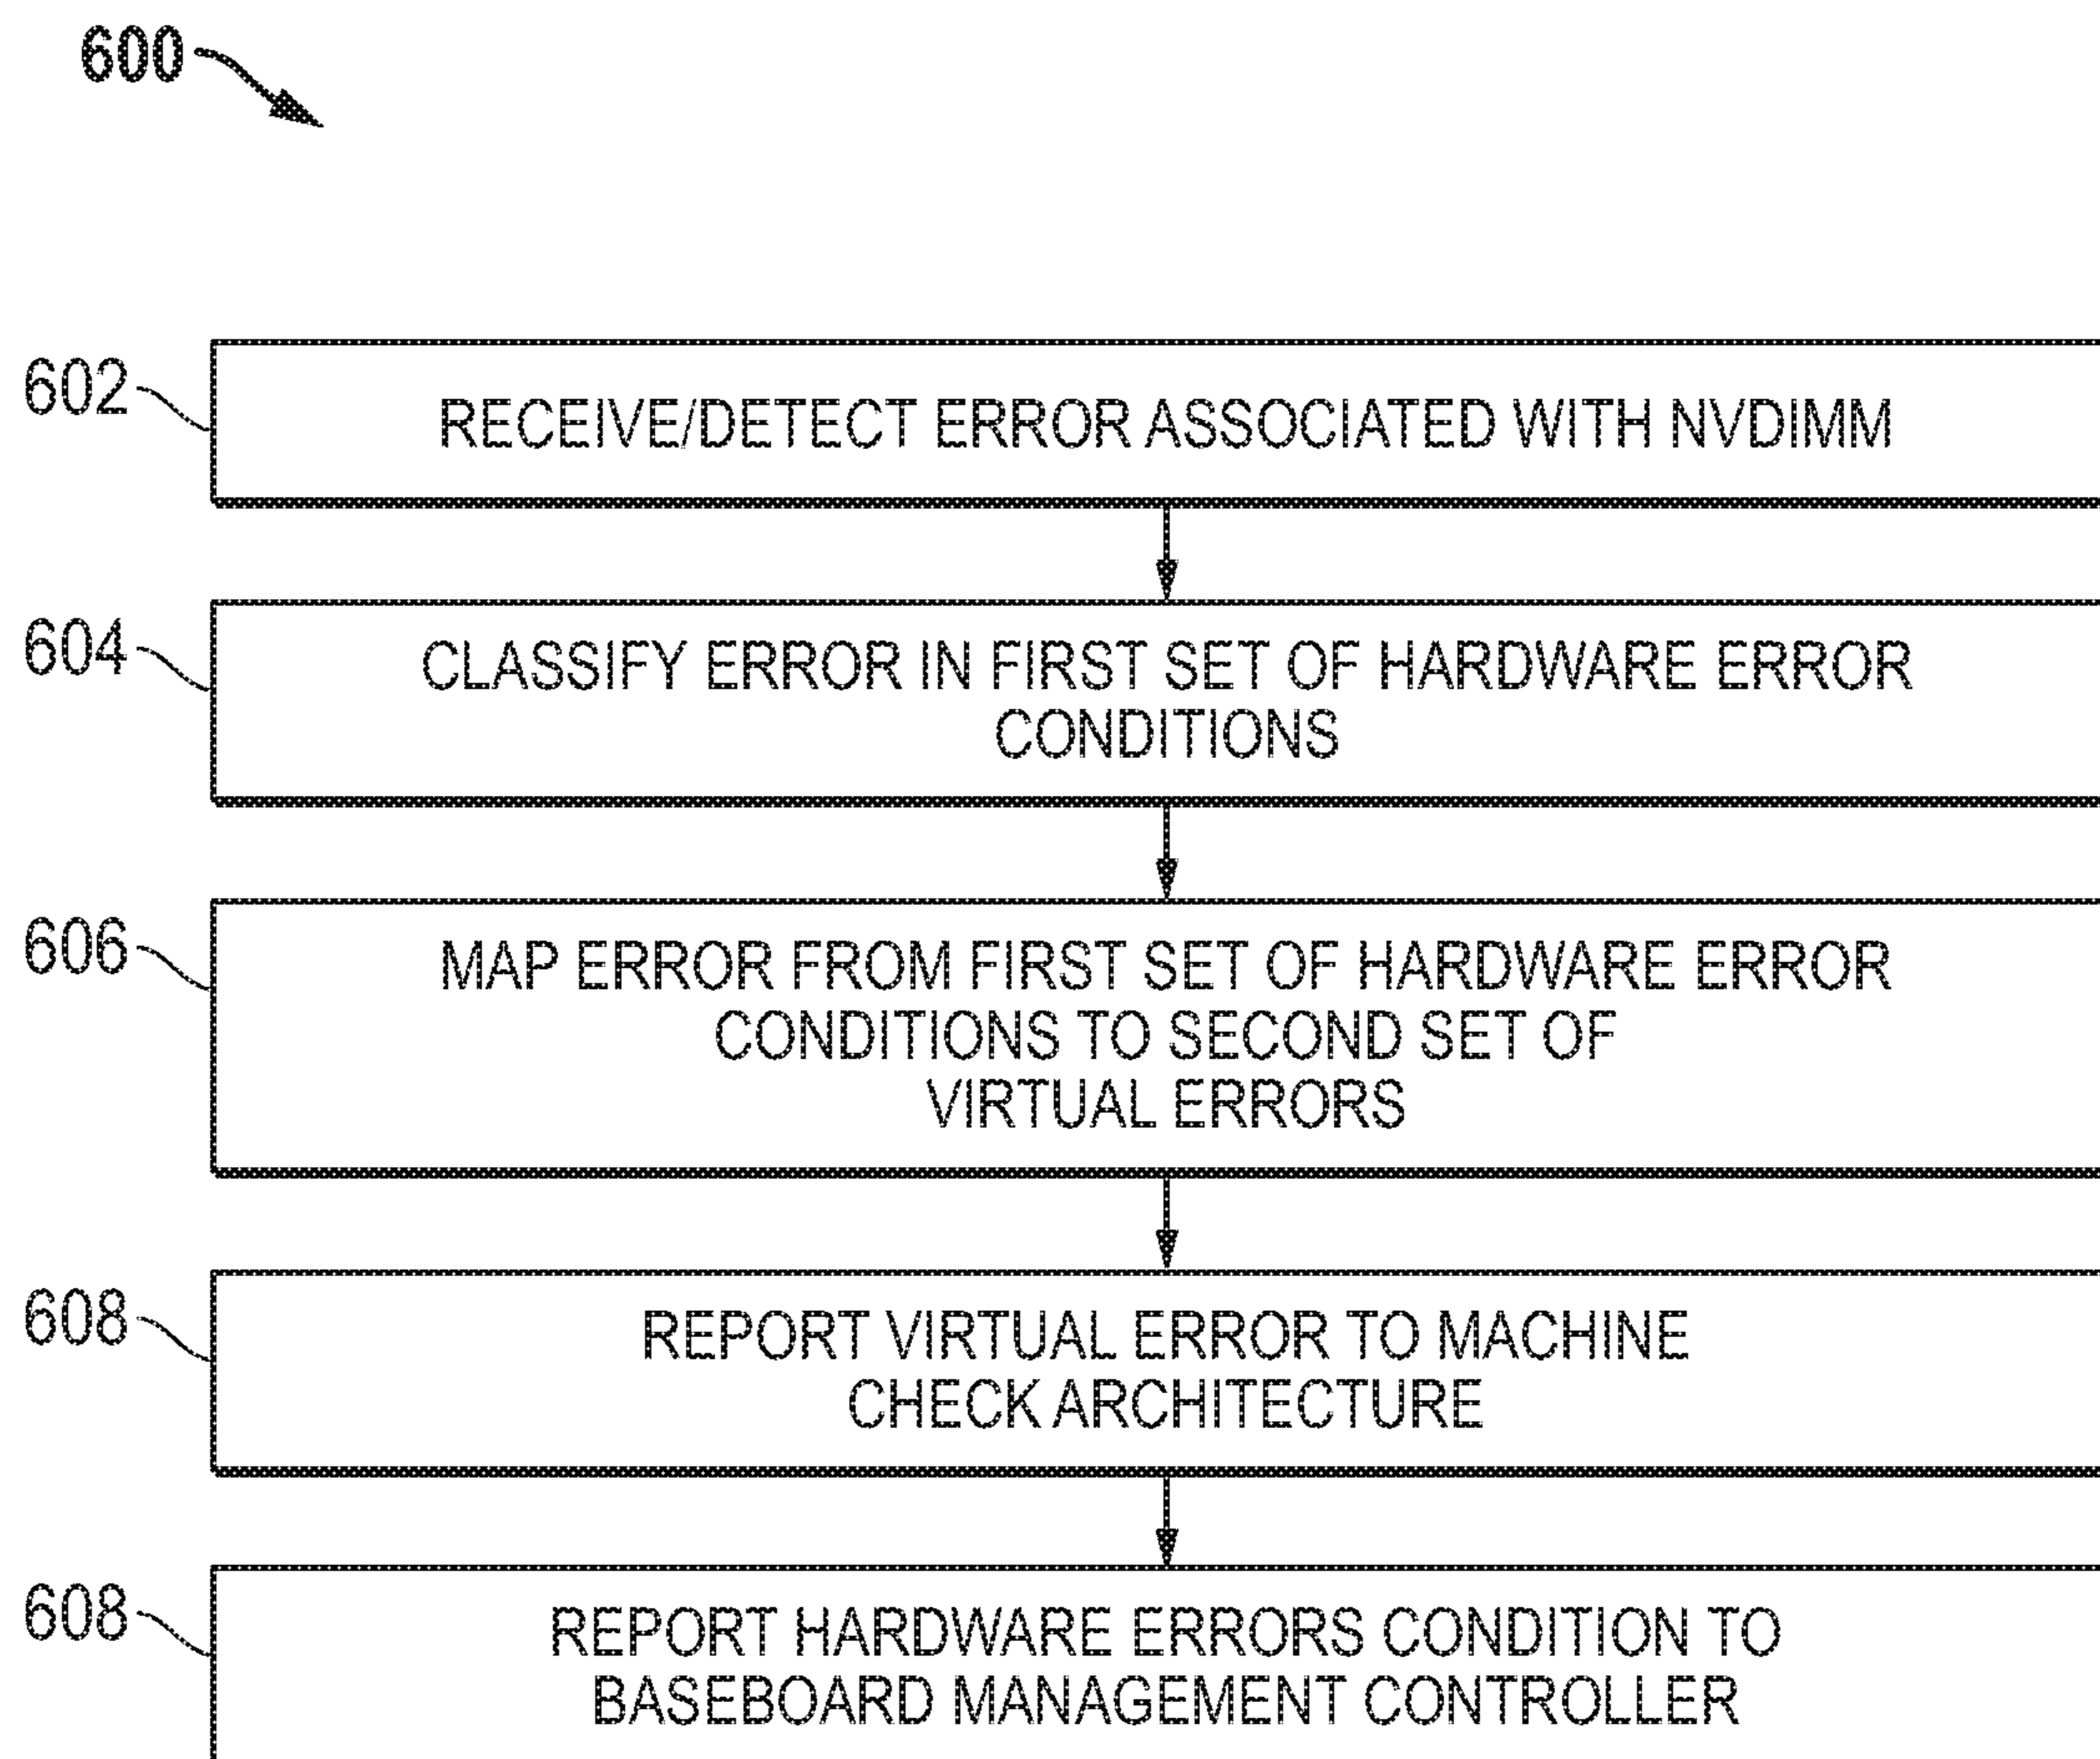 600
602
RECEIVE/DETECT ERROR ASSOCIATED WITH NVDIMM
604
CLASSIFY ERROR IN FIRST SET OF HARDWARE ERROR
CONDITIONS
606
MAP ERROR FROM FIRST SET OF HARDWARE ERROR
CONDITIONS TO SECOND SET OF
VIRTUAL ERRORS
608
REPORT VIRTUAL ERROR TO MACHINE
CHECK ARCHITECTURE
608
REPORT HARDWARE ERRORS CONDITION TO
BASEBOARD MANAGEMENT CONTROLLER